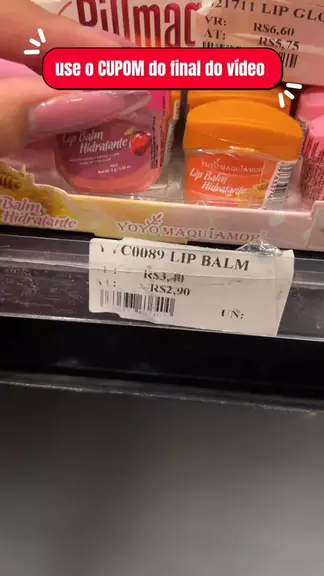 Billmac
21711 LIP GLO
VR: R$6,60
AT: R$5,75
use o CUPOM do final do vídeo
Lip Balm
Hidratante
YOYO MAQUIAMOR
Lip Balm
Hidratante
Balm
Hidratante
YOYO MAQUIAMOR
C0089 LIP BALM
R$3,40
R$2,90
UN: